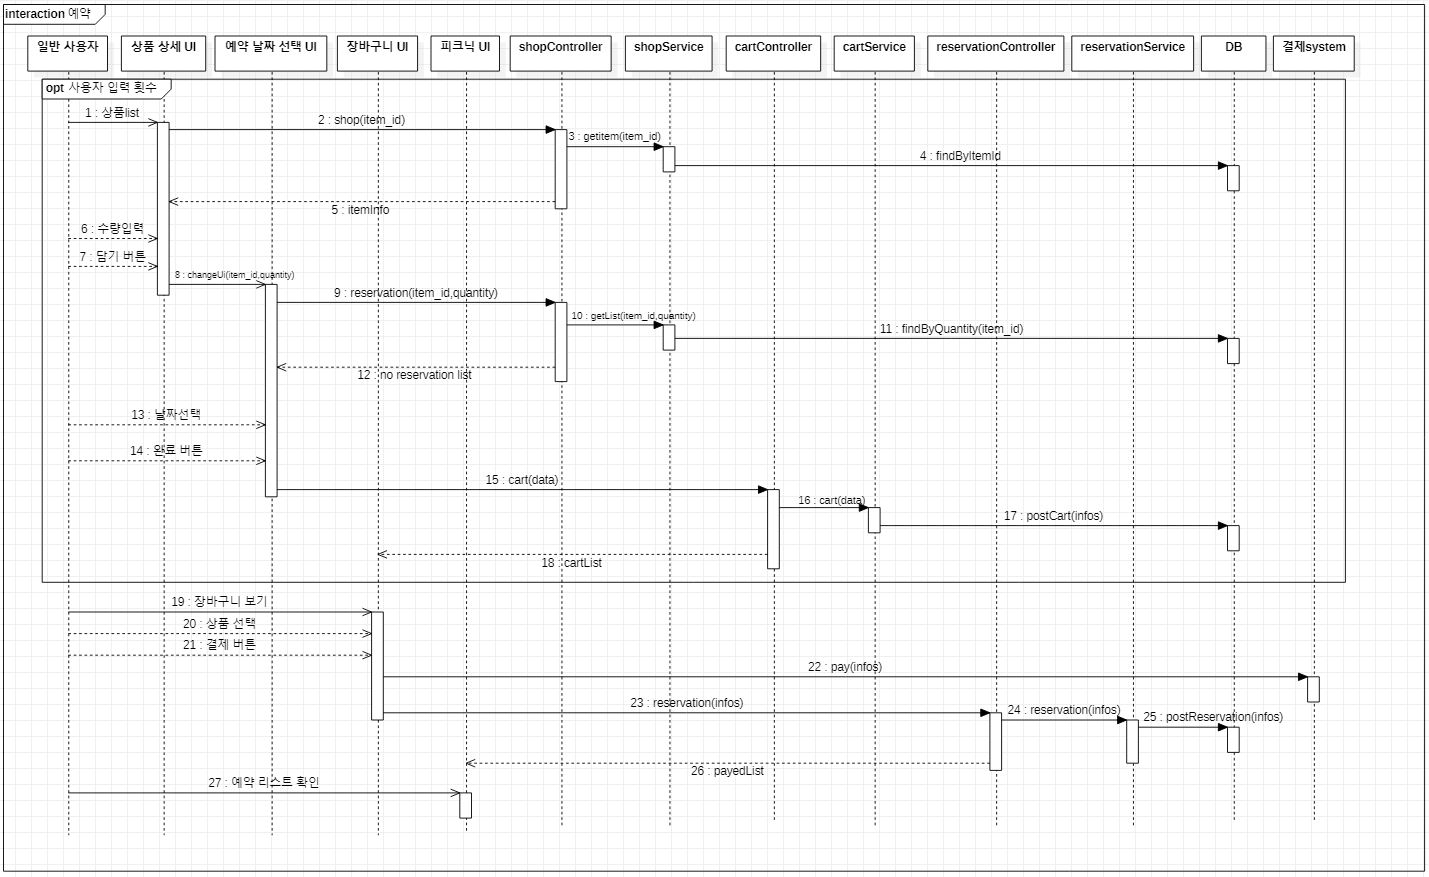 interaction 예약
일반 사용자
상품 상세 UI
예약 날짜 선택 UI
장바구니 UI
피크닉 UI
shopController
shopService
cartController
cartService
reservationController
reservationService
DB
결제system
opt 사용자 입력 횟수
1 : 상품list
2 : shop(item_id)
3 : getitem(item_id)
4 : findByItemId
5 : itemInfo
6 : 수량입력
7 : 담기 버튼
8 : changeUi(item_id,quantity)
9 : reservation(item_id,quantity)
10 : getList(item_id,quantity)
11 : findByQuantity(item_id)
12 : no reservation list
13 : 날짜선택
14 : 완료 버튼
15 : cart(data)
16 : cart(data)
17 : postCart(infos)
18 : cartList
19 : 장바구니 보기
20 : 상품 선택
21 : 결제 버튼
22 : pay(infos)
23 : reservation(infos)
24 : reservation(infos)
25 : postReservation(infos)
26 : payedList
27 : 예약 리스트 확인